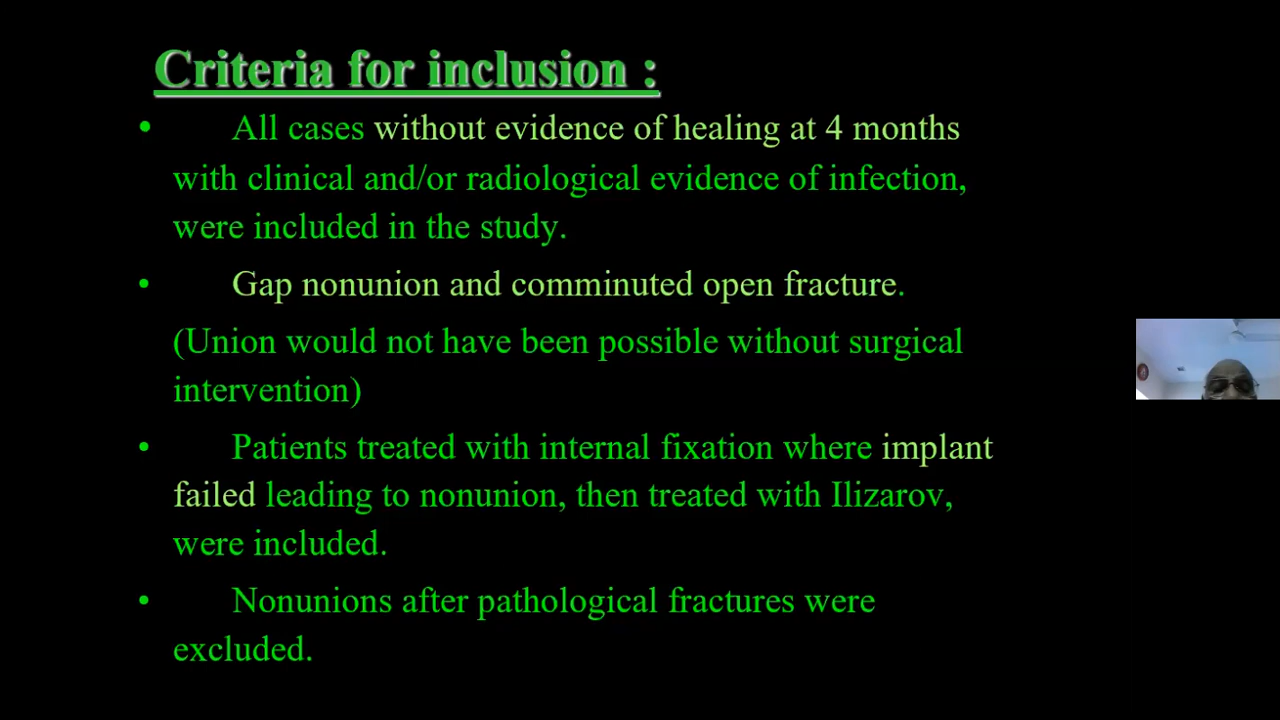 Criteria for inclusion :
• All cases without evidence of healing at 4 months
with clinical and/or radiological evidence of infection,
were included in the study.
• Gap nonunion and comminuted open fracture.
(Union would not have been possible without surgical
intervention)
• Patients treated with internal fixation where implant
failed leading to nonunion, then treated with Ilizarov,
were included.
• Nonunions after pathological fractures were
excluded.